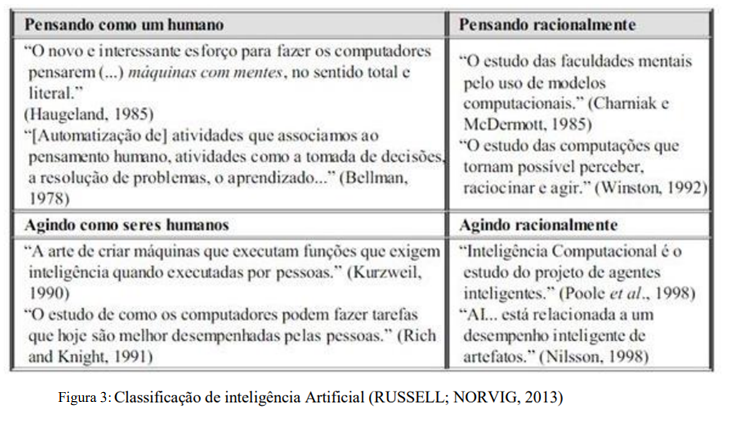 Pensando como um humano
“O novo e interessante esforço para fazer os computadores
pensarem (...) máquinas com mentes, no sentido total e
literal.”
(Haugeland, 1985)
“[Automatização de] atividades que associamos ao
pensamento humano, atividades como a tomada de decisões,
a resolução de problemas, o aprendizado...” (Bellman,
1978)
Pensando racionalmente
“O estudo das faculdades mentais
pelo uso de modelos
computacionais.” (Charniak e
McDermott, 1985)
“O estudo das computações que
tornam possível perceber,
raciocinar e agir.” (Winston, 1992)
Agindo como seres humanos
“A arte de criar máquinas que executam funções que exigem
inteligência quando executadas por pessoas.” (Kurzweil,
1990)
“O estudo de como os computadores podem fazer tarefas
que hoje são melhor desempenhadas pelas pessoas.” (Rich
and Knight, 1991)
Agindo racionalmente
“Inteligência Computacional é o
estudo do projeto de agentes
inteligentes.” (Poole et al., 1998)
“AI... está relacionada a um
desempenho inteligente de
artefatos.” (Nilsson, 1998)
Figura 3: Classificação de inteligência Artificial (RUSSELL; NORVIG, 2013)